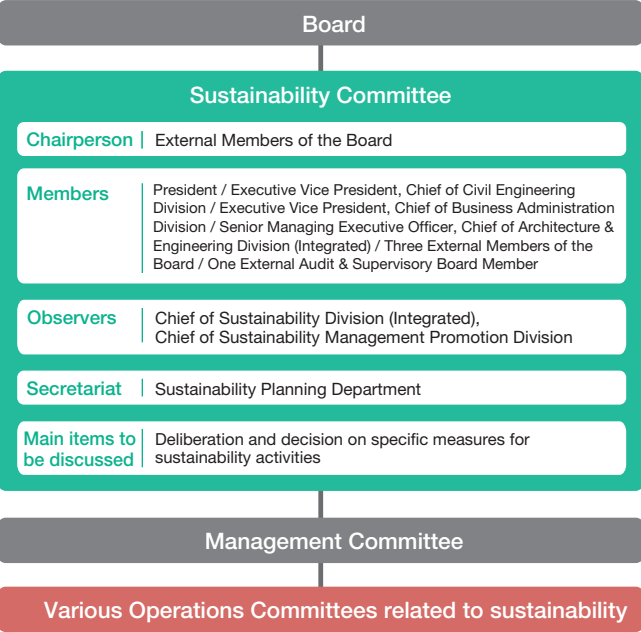 Board
Sustainability Committee
Chairperson
External Members of the Board
Members
President / Executive Vice President, Chief of Civil Engineering
Division / Executive Vice President, Chief of Business Administration
Division / Senior Managing Executive Officer, Chief of Architecture &
Engineering Division (Integrated) / Three External Members of the
Board / One External Audit & Supervisory Board Member
Observers
Chief of Sustainability Division (Integrated),
Chief of Sustainability Management Promotion Division
Secretariat
Sustainability Planning Department
Main items to
be discussed
Deliberation and decision on specific measures for
sustainability activities
Management Committee
Various Operations Committees related to sustainability